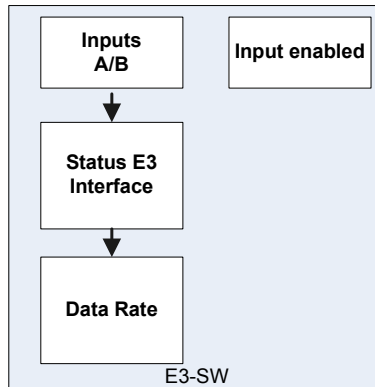 Inputs
A/B
Input enabled
Status E3
Interface
Data Rate
E3-SW